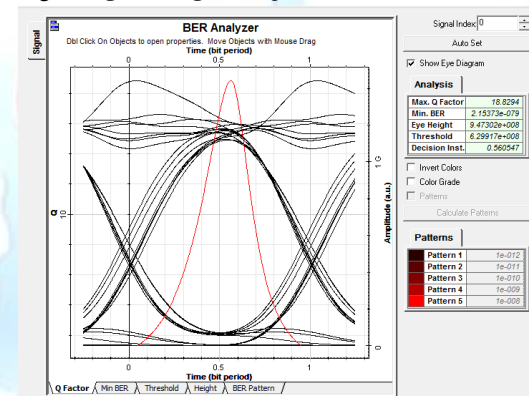 BER Analyzer
Dbl Click On Objects to open properties. Move Objects with Mouse Drag
Time (bit period)
0 0.5 1
Signal
Q
10
Amplitude (a.u.)
1 G
0
0 0.5 1
Time (bit period)
Q Factor Min BER Threshold Height BER Pattern
Signal Index: 0
Auto Set
Show Eye Diagram
Analysis
Max. Q Factor 18.8294
Min. BER 2.15373e-079
Eye Height 9.47302e+008
Threshold 6.29917e+008
Decision Inst. 0.560547
Invert Colors
Color Grade
Patterns
Calculate Patterns
Patterns
Pattern 1 1e-012
Pattern 2 1e-011
Pattern 3 1e-010
Pattern 4 1e-009
Pattern 5 1e-008